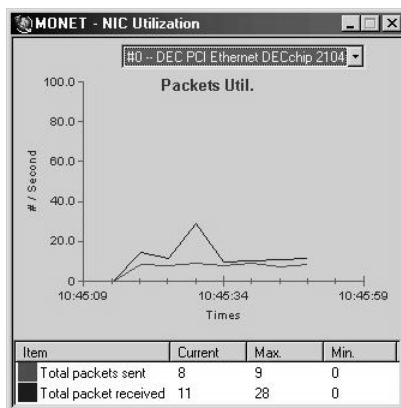 MONET - NIC Utilization
#0 -- DEC PCI Ethernet DECchip 2104
Packets Util.
100.0
80.0
60.0
40.0
20.0
0
# / Second
10:45:09 10:45:34 10:45:59
Times
Item Current Max. Min.
Total packets sent 8 9 0
Total packet received 11 28 0